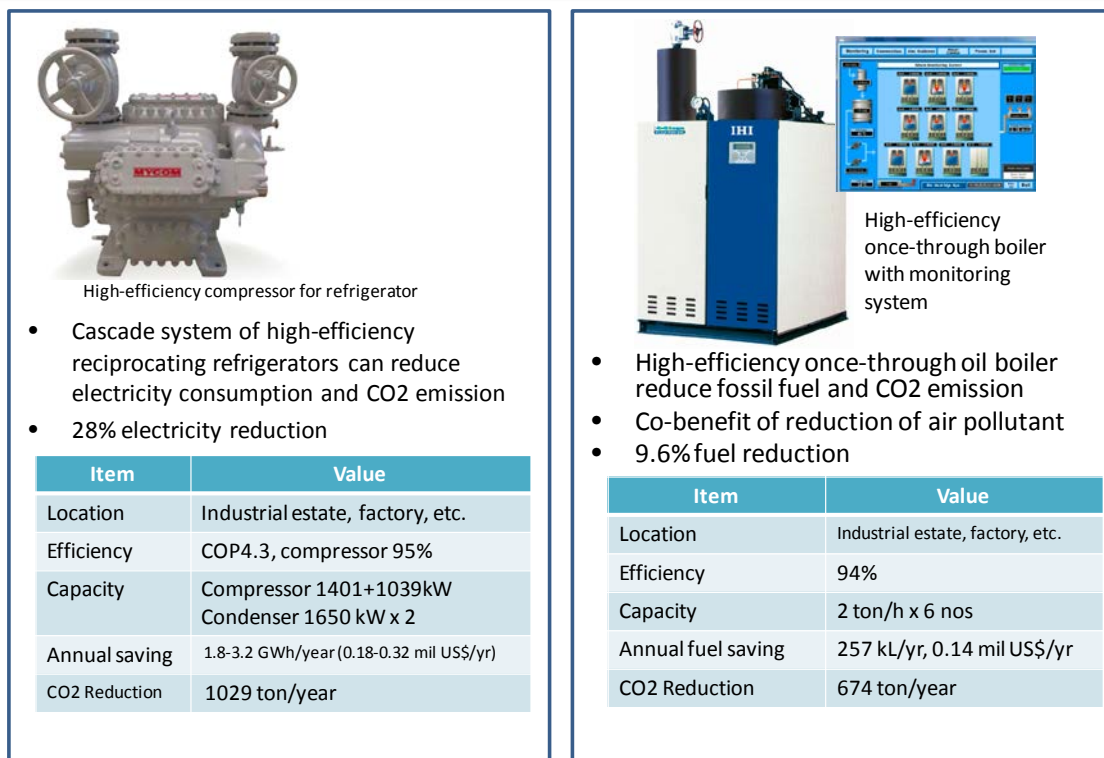 MYCOM
High-efficiency compressor for refrigerator
• Cascade system of high-efficiency
reciprocating refrigerators can reduce
electricity consumption and CO2 emission
• 28% electricity reduction
Item Value
Location Industrial estate, factory, etc.
Efficiency COP4.3, compressor 95%
Capacity Compressor 1401+1039kW
Condenser 1650 kW x 2
Annual saving 1.8-3.2 GWh/year (0.18-0.32 mil US$/yr)
CO2 Reduction 1029 ton/year
IHI
High-efficiency
once-through boiler
with monitoring
system
• High-efficiency once-through oil boiler
reduce fossil fuel and CO2 emission
• Co-benefit of reduction of air pollutant
• 9.6% fuel reduction
Item Value
Location Industrial estate, factory, etc.
Efficiency 94%
Capacity 2 ton/h x 6 nos
Annual fuel saving 257 kL/yr, 0.14 mil US$/yr
CO2 Reduction 674 ton/year